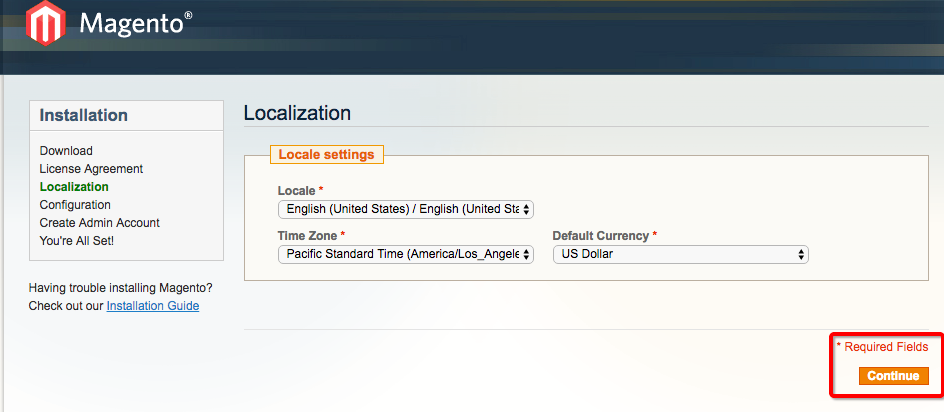 Magento®
Installation
Download
License Agreement
Localization
Configuration
Create Admin Account
You're All Set!
Having trouble installing Magento?
Check out our Installation Guide
Localization
Locale settings
Locale *
English (United States) / English (United Sta
Time Zone *
Default Currency *
Pacific Standard Time (America/Los_Angele
US Dollar
* Required Fields
Continue